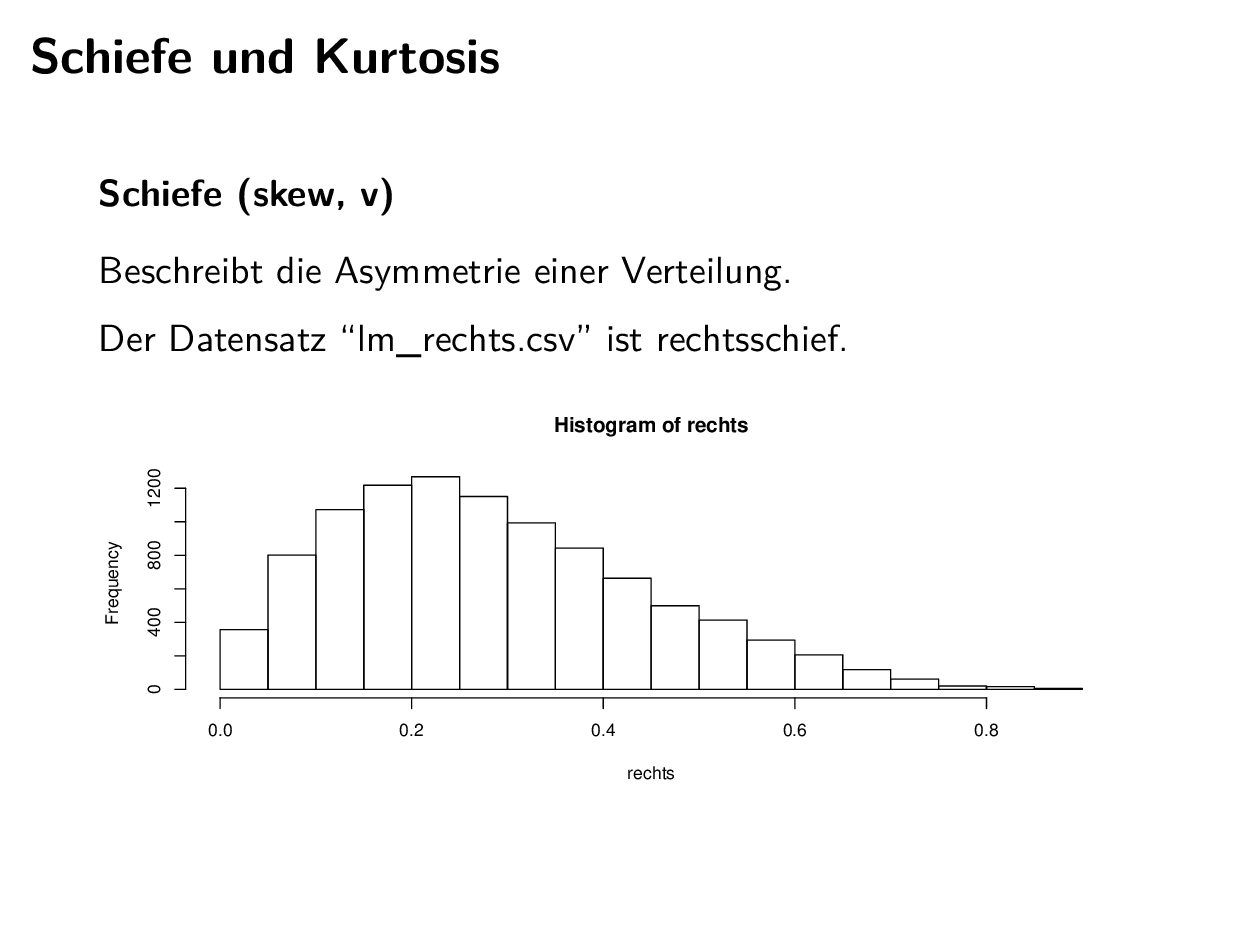 Schiefe und Kurtosis
Schiefe (skew, v)
Beschreibt die Asymmetrie einer Verteilung.
Der Datensatz “lm_rechts.csv” ist rechtsschief.
Histogram of rechts
Frequency
1200
800
400
0
0.0 0.2 0.4 0.6 0.8
rechts